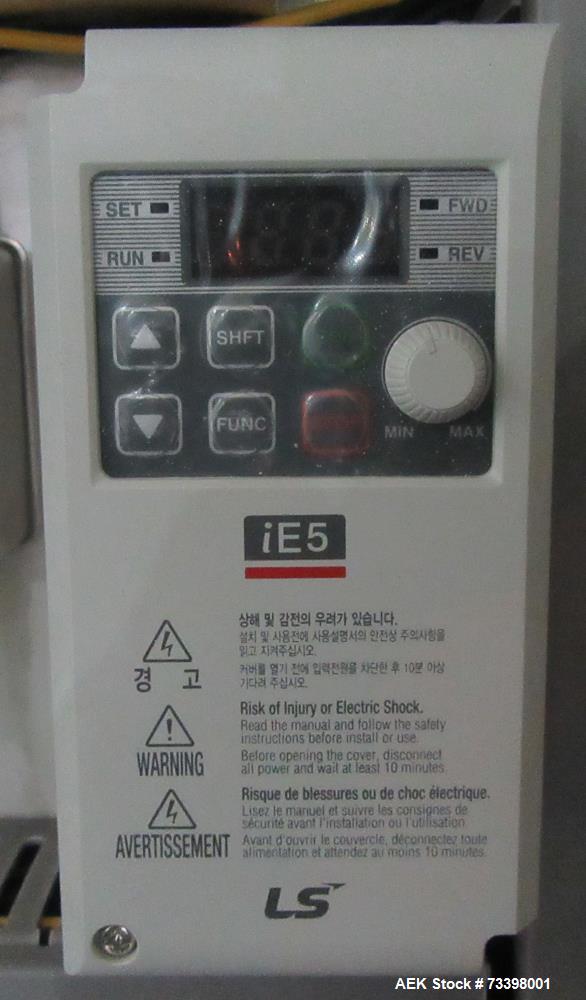 SET FWD
RUN REV
SHFT
FUNC
MIN MAX
iE5
상해 및 감전의 우려가 있습니다.
설치 및 사용전에 사용설명서의 안전상 주의사항을
읽고 지켜주십시오.
커버를 열기 전에 입력전원을 차단한 후 10분 이상
기다려 주십시오.
경 고
Risk of Injury or Electric Shock.
Read the manual and follow the safety
instructions before install or use.
Before opening the cover, disconnect
all power and wait at least 10 minutes.
WARNING
Risque de blessures ou de choc électrique.
Lisez le manuel et suivre les consignes de
sécurité avant l'installation ou l'utilisation.
Avant d'ouvrir le couvercle, déconnectez toute
alimentation et attendez au moins 10 minutes.
AVERTISSEMENT
LS
AEK Stock # 73398001